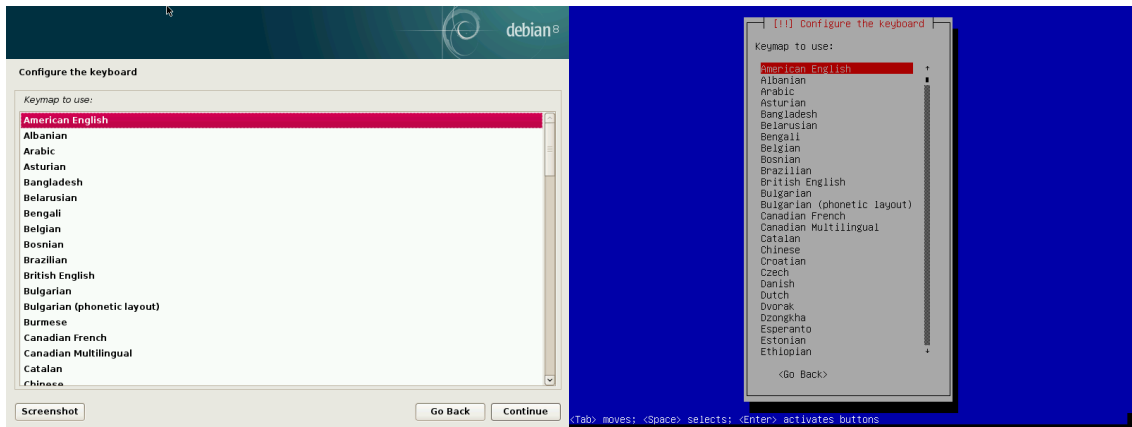 debian 8
Configure the keyboard
Keymap to use:
American English
Albanian
Arabic
Asturian
Bangladesh
Belarusian
Bengali
Belgian
Bosnian
Brazilian
British English
Bulgarian
Bulgarian (phonetic layout)
Burmese
Canadian French
Canadian Multilingual
Catalan
Chinese
Screenshot
Go Back
Continue
[!!] Configure the keyboard
Keymap to use:
American English
Albanian
Arabic
Asturian
Bangladesh
Belarusian
Bengali
Belgian
Bosnian
Brazilian
British English
Bulgarian
Bulgarian (phonetic layout)
Canadian French
Canadian Multilingual
Catalan
Chinese
Croatian
Czech
Danish
Dutch
Dvorak
Dzongkha
Esperanto
Estonian
Ethiopian
<Go Back>
<Tab> moves; <Space> selects; <Enter> activates buttons